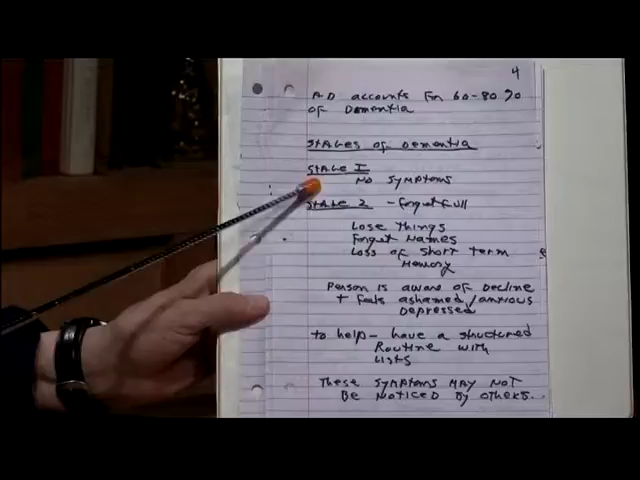 4
AD accounts for 60-80%
of Dementia
Stages of Dementia
Stage I
No Symptoms
Stage 2 - Forgetfull
Lose Things
Forget Names
Loss of Short Term
Memory
Person is aware of Decline
+ feels ashamed/anxious
Depressed
to help - have a structured
Routine with
Lists
These symptoms may not
Be noticed by others.